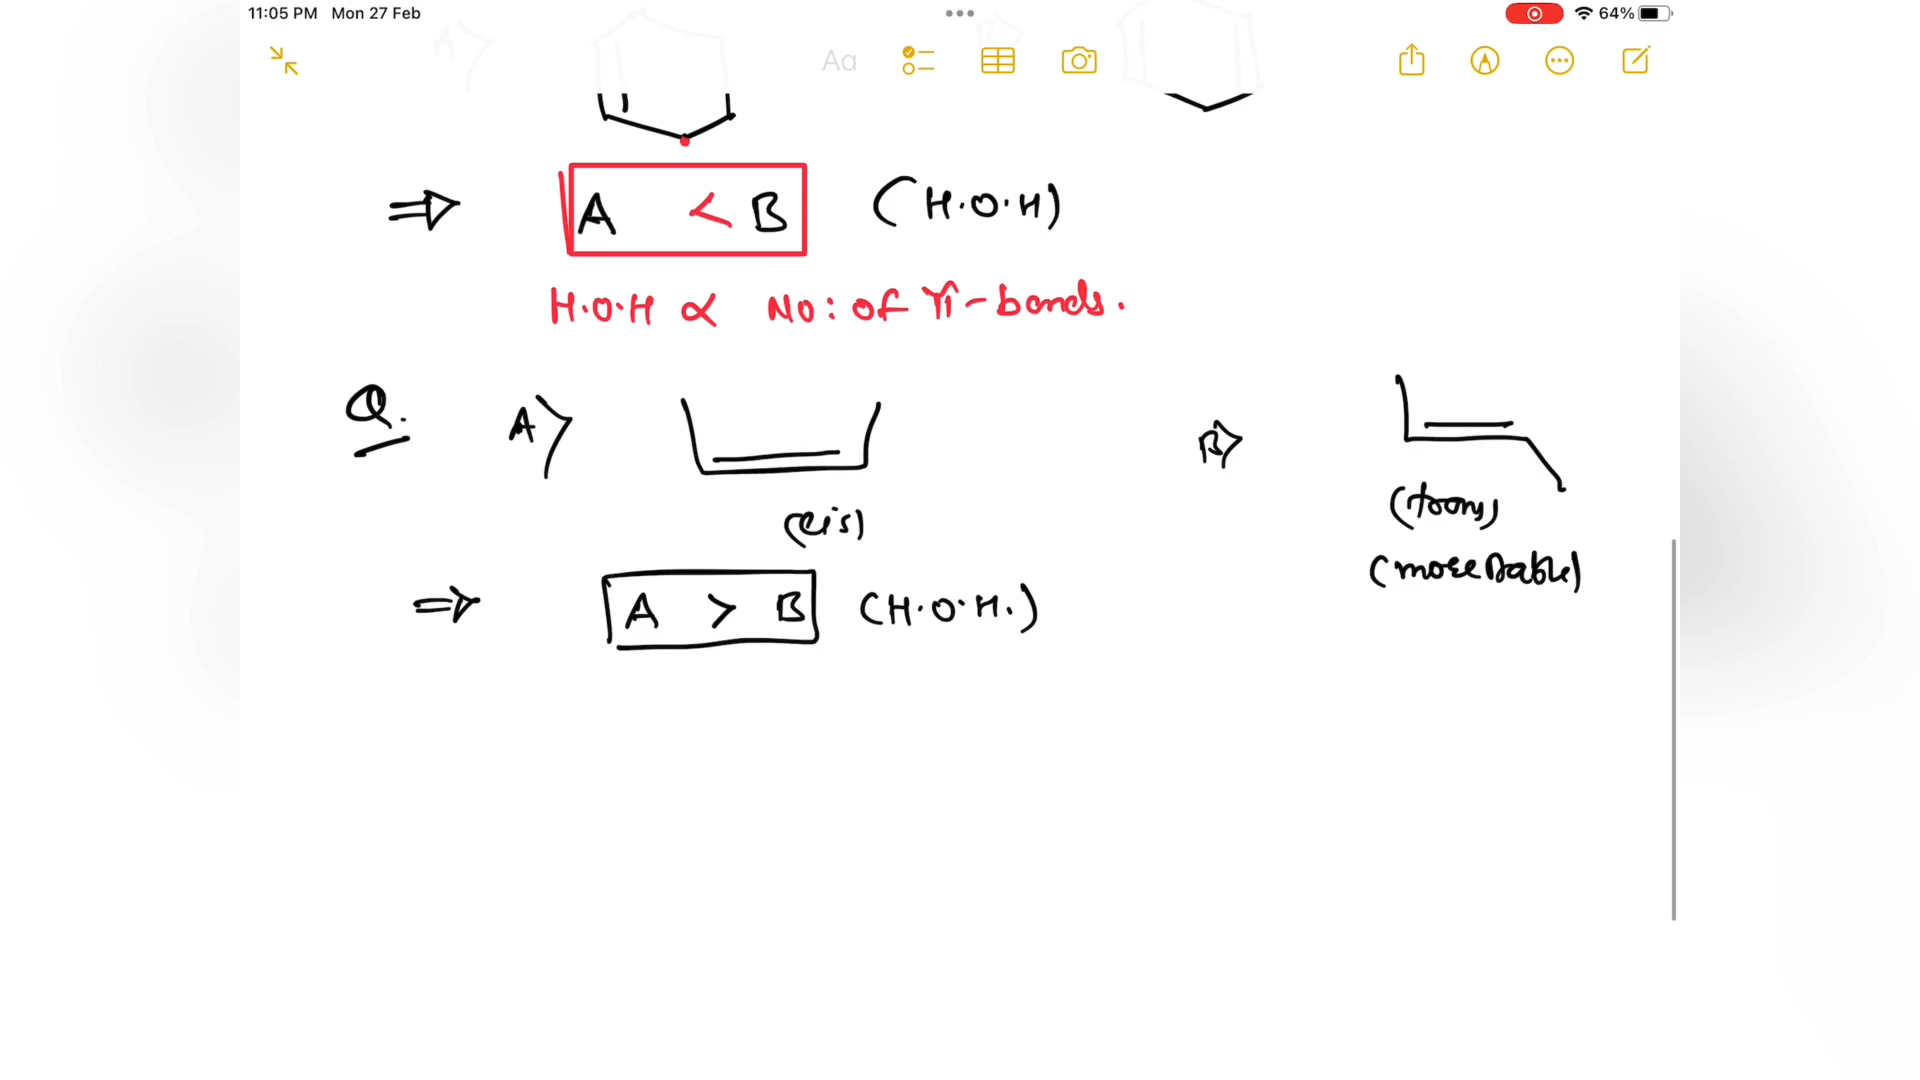 11:05 PM Mon 27 Feb
64%
Aa
⇒ A < B (H.O.H)
H.O.H ∝ No: of π-bonds.
Q. A) B)
(cis)
(trans)
(more stable)
⇒ A > B (H.O.H.)